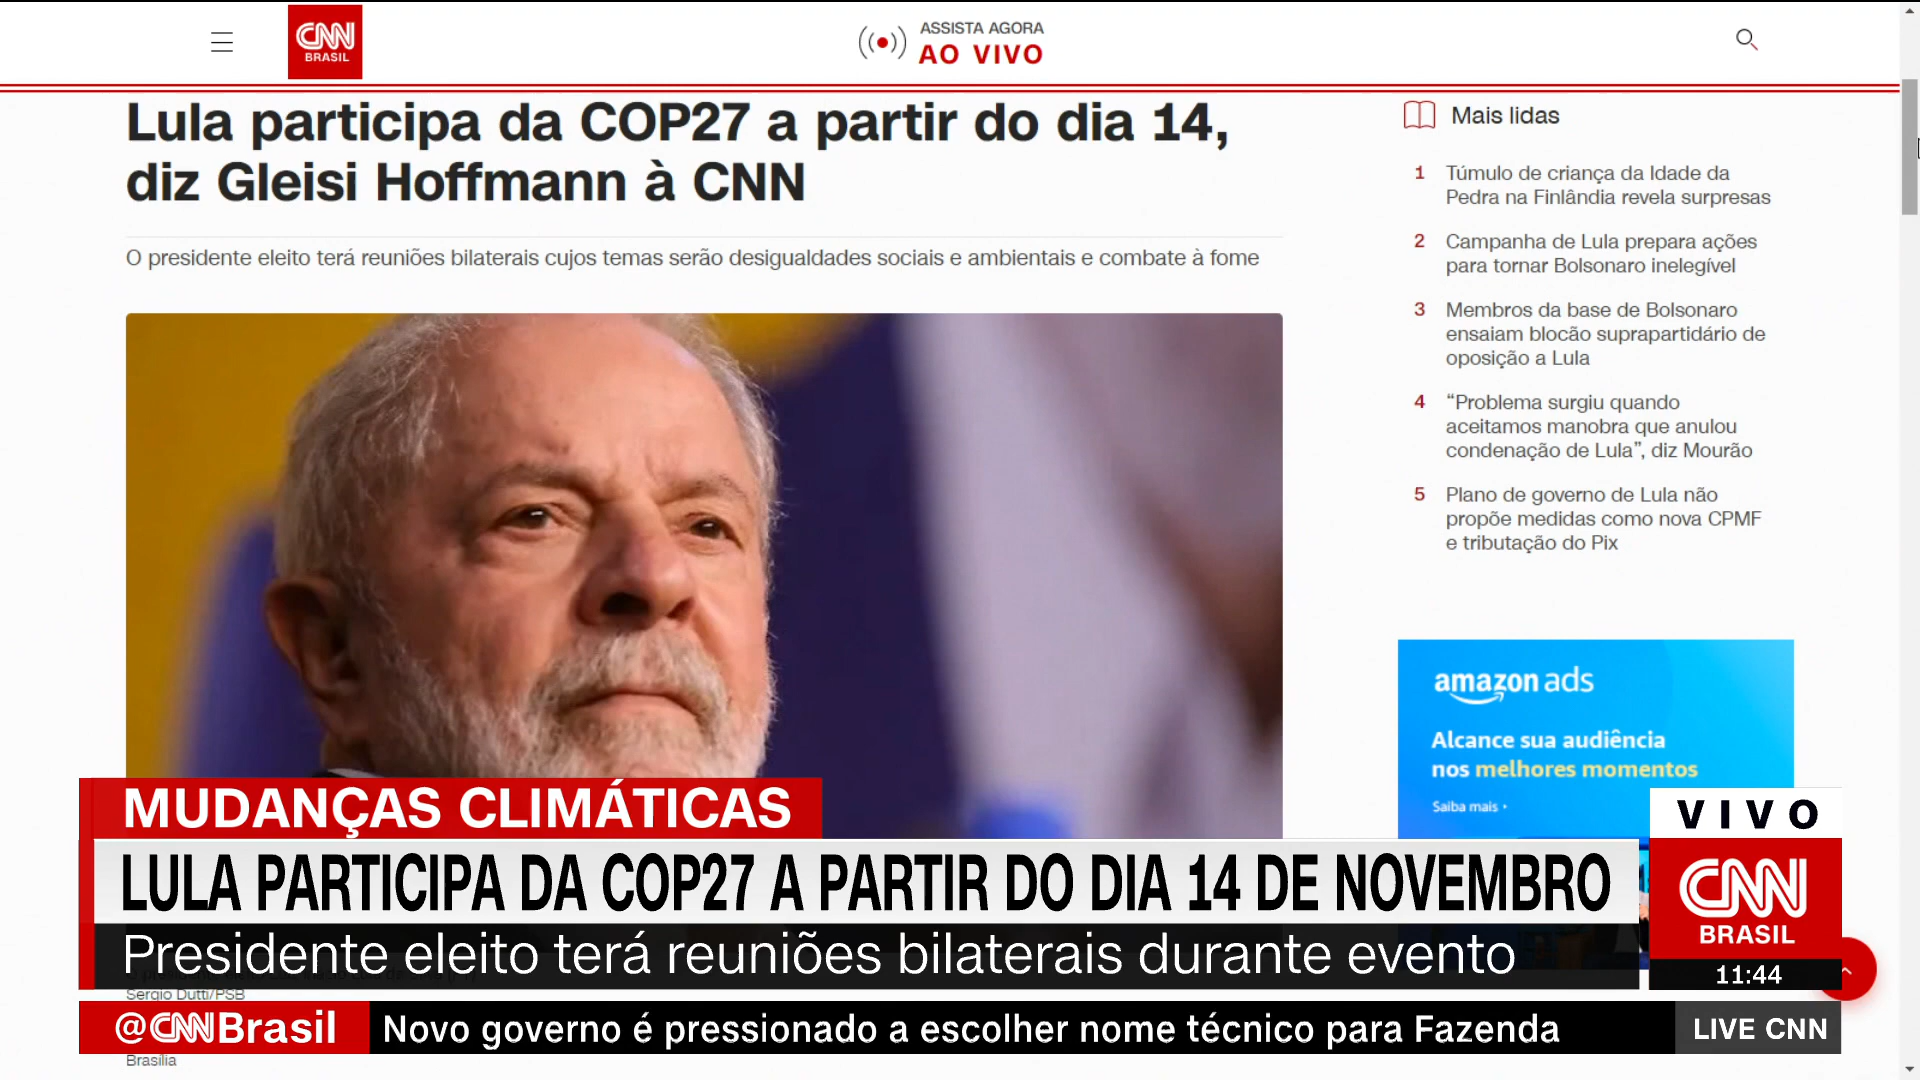 CNN
BRASIL
ASSISTA AGORA
AO VIVO
Lula participa da COP27 a partir do dia 14,
diz Gleisi Hoffmann à CNN
O presidente eleito terá reuniões bilaterais cujos temas serão desigualdades sociais e ambientais e combate à fome
Mais lidas
1 Túmulo de criança da Idade da
Pedra na Finlândia revela surpresas
2 Campanha de Lula prepara ações
para tornar Bolsonaro inelegível
3 Membros da base de Bolsonaro
ensaiam blocão suprapartidário de
oposição a Lula
4 “Problema surgiu quando
aceitamos manobra que anulou
condenação de Lula”, diz Mourão
5 Plano de governo de Lula não
propõe medidas como nova CPMF
e tributação do Pix
amazon ads
Alcance sua audiência
nos melhores momentos
Saiba mais
MUDANÇAS CLIMÁTICAS
LULA PARTICIPA DA COP27 A PARTIR DO DIA 14 DE NOVEMBRO
Presidente eleito terá reuniões bilaterais durante evento
Sergio Dutti/PSB
VIVO
CNN
BRASIL
11:44
@CNNBrasil
Novo governo é pressionado a escolher nome técnico para Fazenda
LIVE CNN
Brasília